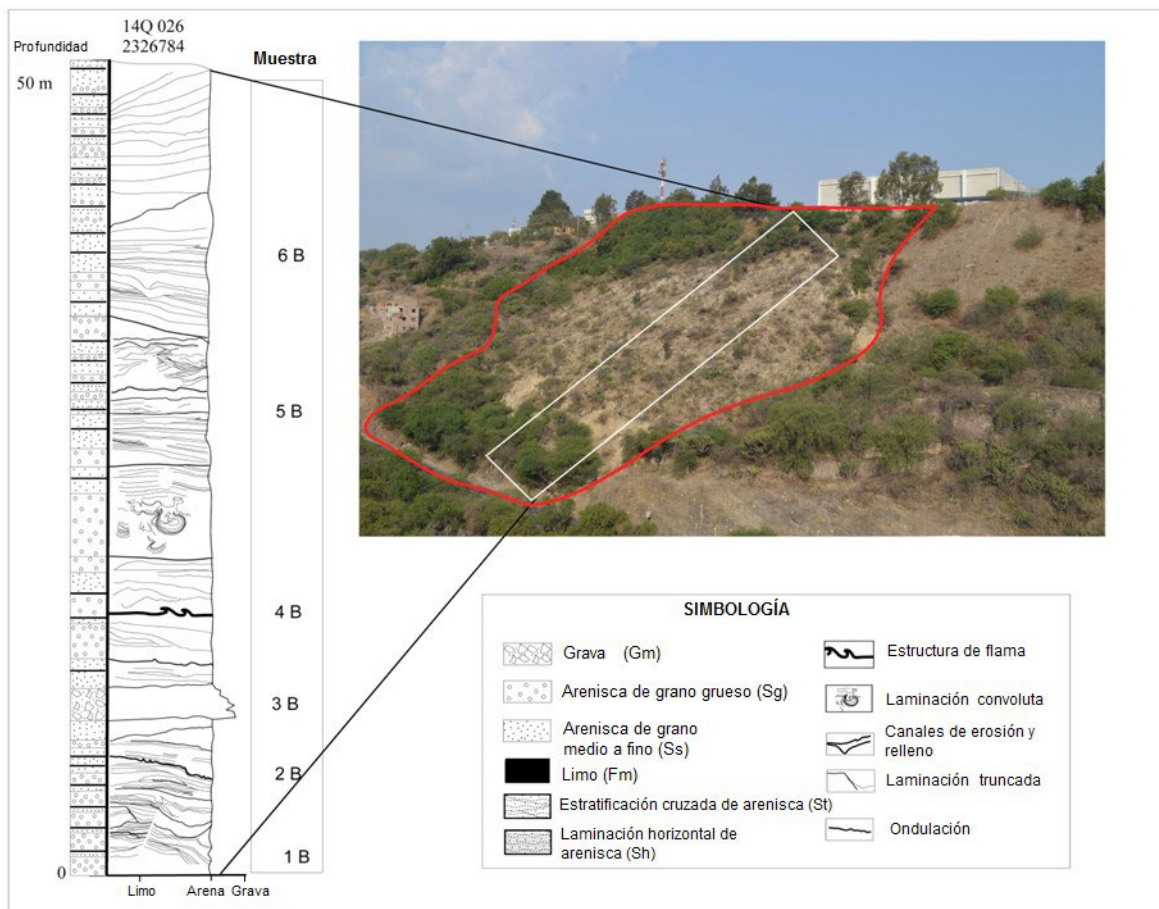 14Q 026
2326784
Profundidad
Muestra
50 m
6 B
5 B
4 B
3 B
2 B
1 B
0
Limo
Arena
Grava
SIMBOLOGÍA
Grava (Gm)
Arenisca de grano grueso (Sg)
Arenisca de grano
medio a fino (Ss)
Limo (Fm)
Estratificación cruzada de arenisca (St)
Laminación horizontal de
arenisca (Sh)
Estructura de flama
Laminación convoluta
Canales de erosión y
relleno
Laminación truncada
Ondulación